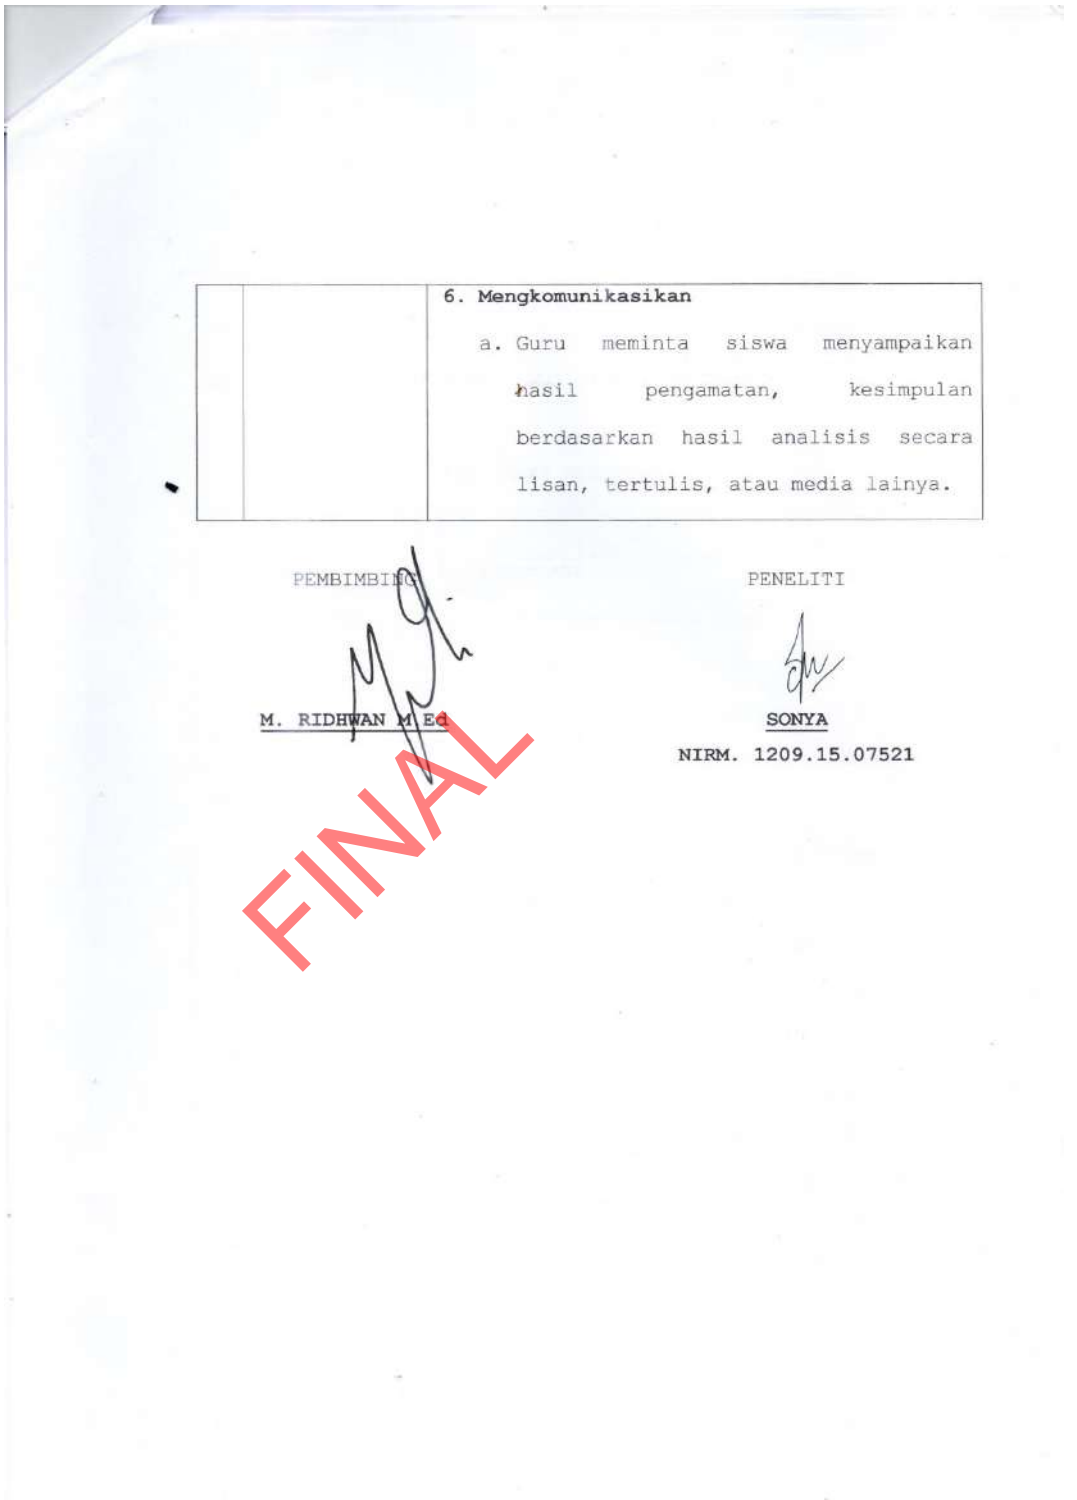 6. Mengkomunikasikan
a. Guru meminta siswa menyampaikan
hasil pengamatan, kesimpulan
berdasarkan hasil analisis secara
lisan, tertulis, atau media lainya.
PEMBIMBING PENELITI
M. RIDHWAN M Ed SONYA
NIRM. 1209.15.07521
FINAL